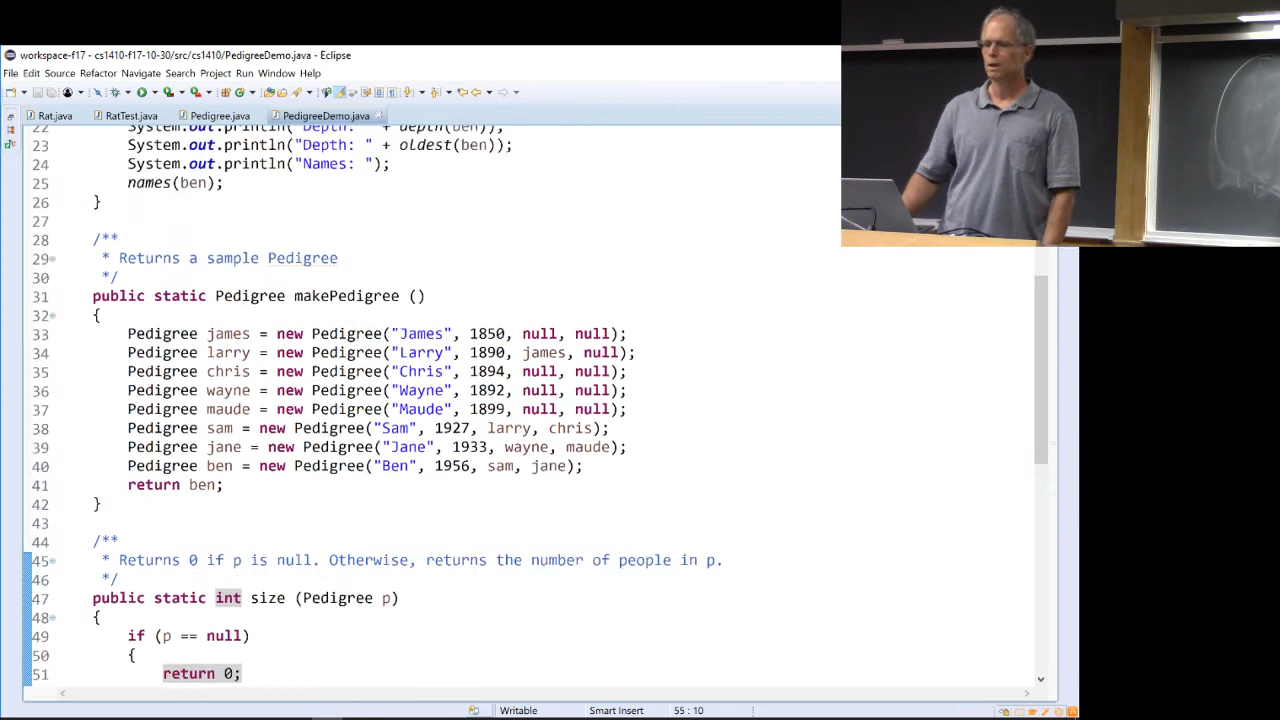 workspace-f17 - cs1410-f17-10-30/src/cs1410/PedigreeDemo.java - Eclipse
File Edit Source Refactor Navigate Search Project Run Window Help
Rat.java RatTest.java Pedigree.java PedigreeDemo.java
22 System.out.println("Depth: " + depth(ben));
23 System.out.println("Depth: " + oldest(ben));
24 System.out.println("Names: ");
25 names(ben);
26 }
27
28 /**
29 * Returns a sample Pedigree
30 */
31 public static Pedigree makePedigree ()
32 {
33 Pedigree james = new Pedigree("James", 1850, null, null);
34 Pedigree larry = new Pedigree("Larry", 1890, james, null);
35 Pedigree chris = new Pedigree("Chris", 1894, null, null);
36 Pedigree wayne = new Pedigree("Wayne", 1892, null, null);
37 Pedigree maude = new Pedigree("Maude", 1899, null, null);
38 Pedigree sam = new Pedigree("Sam", 1927, larry, chris);
39 Pedigree jane = new Pedigree("Jane", 1933, wayne, maude);
40 Pedigree ben = new Pedigree("Ben", 1956, sam, jane);
41 return ben;
42 }
43
44 /**
45 * Returns 0 if p is null. Otherwise, returns the number of people in p.
46 */
47 public static int size (Pedigree p)
48 {
49 if (p == null)
50 {
51 return 0;
Writable Smart Insert 55 : 10